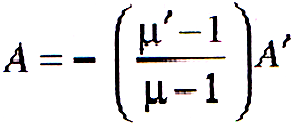 A = − ( (μ′ − 1) / (μ − 1) ) A′